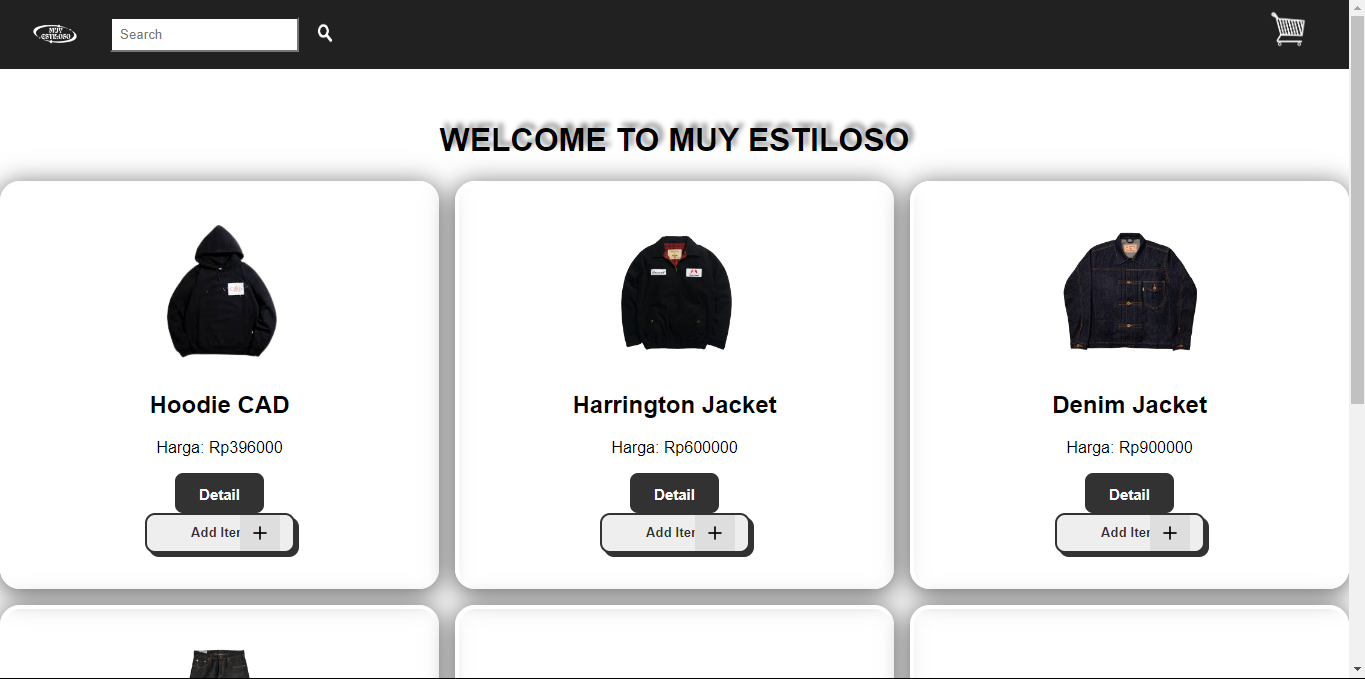 MUY
ESTILOSO
Search
WELCOME TO MUY ESTILOSO
CAD
Hoodie CAD
Harga: Rp396000
Detail
Add Iter
Harrington Jacket
Harga: Rp600000
Detail
Add Iter
Denim Jacket
Harga: Rp900000
Detail
Add Iter